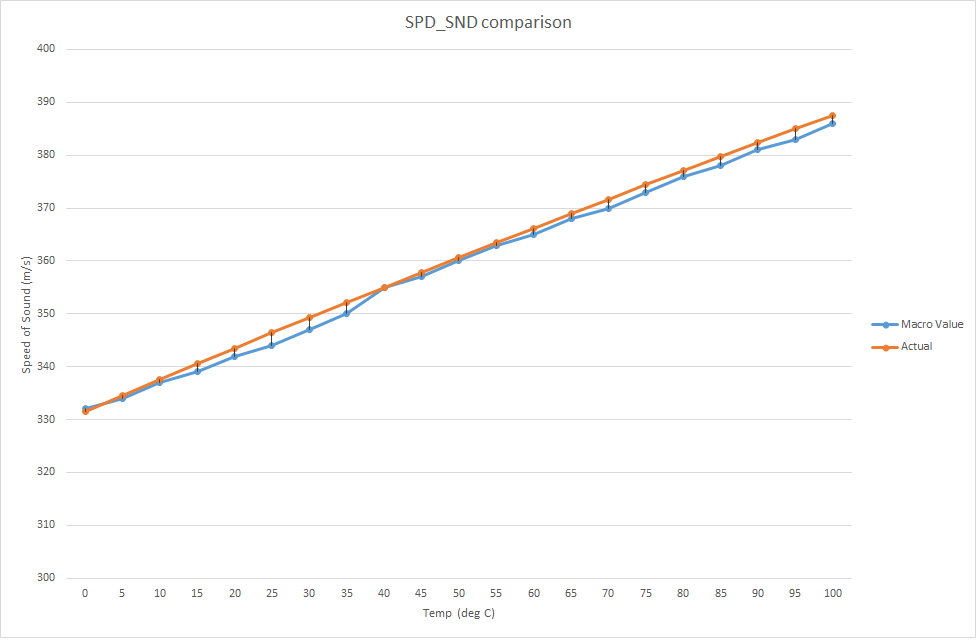 SPD_SND comparison
400
390
380
370
360
350
340
330
320
310
300
Speed of Sound (m/s)
0 5 10 15 20 25 30 35 40 45 50 55 60 65 70 75 80 85 90 95 100
Temp (deg C)
Macro Value
Actual